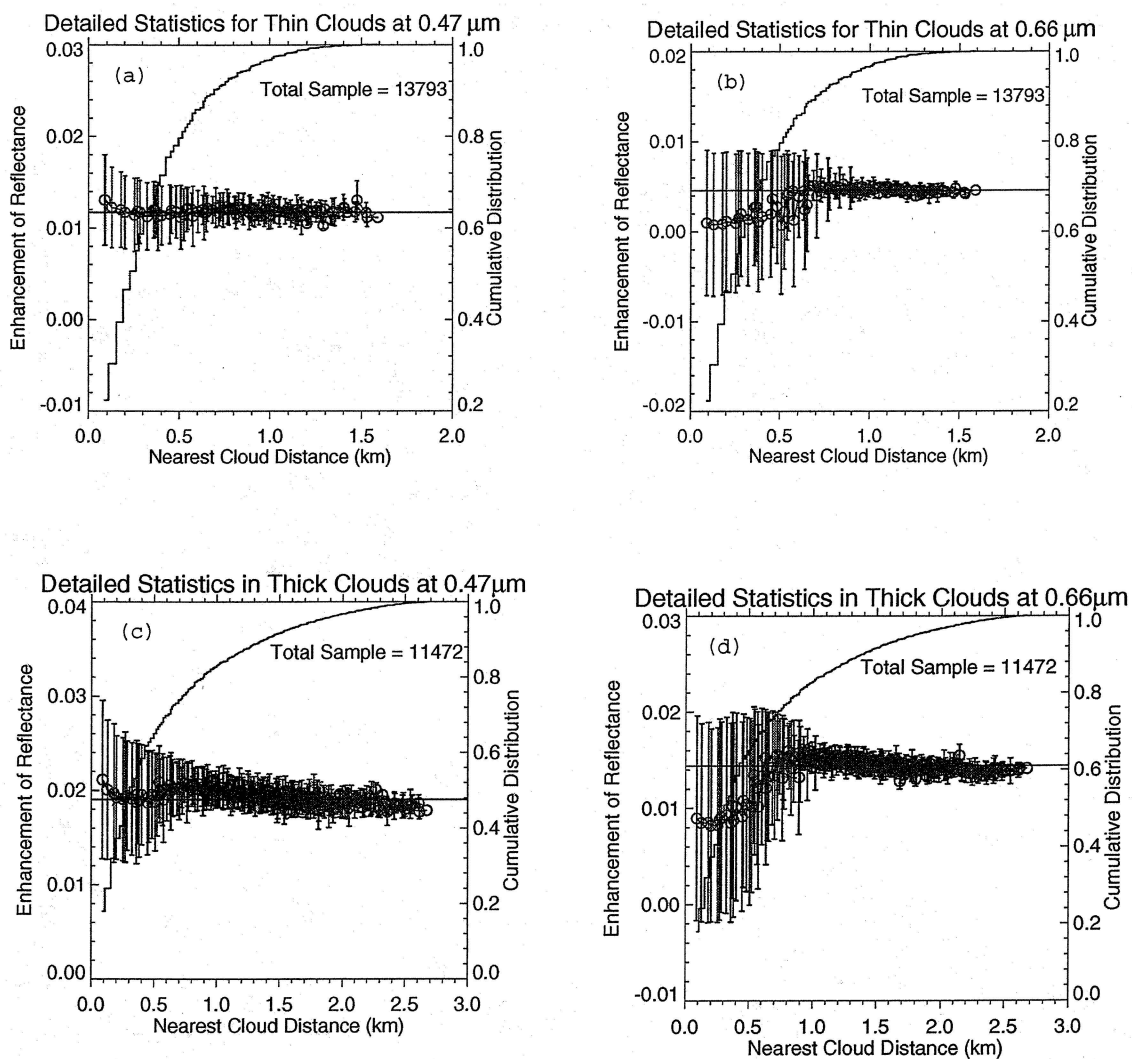 Detailed Statistics for Thin Clouds at 0.47 μm
(a)
Total Sample = 13793
0.03
0.02
0.01
0.00
-0.01
Enhancement of Reflectance
1.0
0.8
0.6
0.4
0.2
Cumulative Distribution
0.0 0.5 1.0 1.5 2.0
Nearest Cloud Distance (km)
Detailed Statistics for Thin Clouds at 0.66 μm
(b)
Total Sample = 13793
0.02
0.01
0.00
-0.01
-0.02
Enhancement of Reflectance
1.0
0.8
0.6
0.4
0.2
Cumulative Distribution
0.0 0.5 1.0 1.5 2.0
Nearest Cloud Distance (km)
Detailed Statistics in Thick Clouds at 0.47μm
(c)
Total Sample = 11472
0.04
0.03
0.02
0.01
0.00
Enhancement of Reflectance
1.0
0.8
0.6
0.4
0.2
0.0
Cumulative Distribution
0.0 0.5 1.0 1.5 2.0 2.5 3.0
Nearest Cloud Distance (km)
Detailed Statistics in Thick Clouds at 0.66μm
(d)
Total Sample = 11472
0.03
0.02
0.01
0.00
-0.01
Enhancement of Reflectance
1.0
0.8
0.6
0.4
0.2
0.0
Cumulative Distribution
0.0 0.5 1.0 1.5 2.0 2.5 3.0
Nearest Cloud Distance (km)